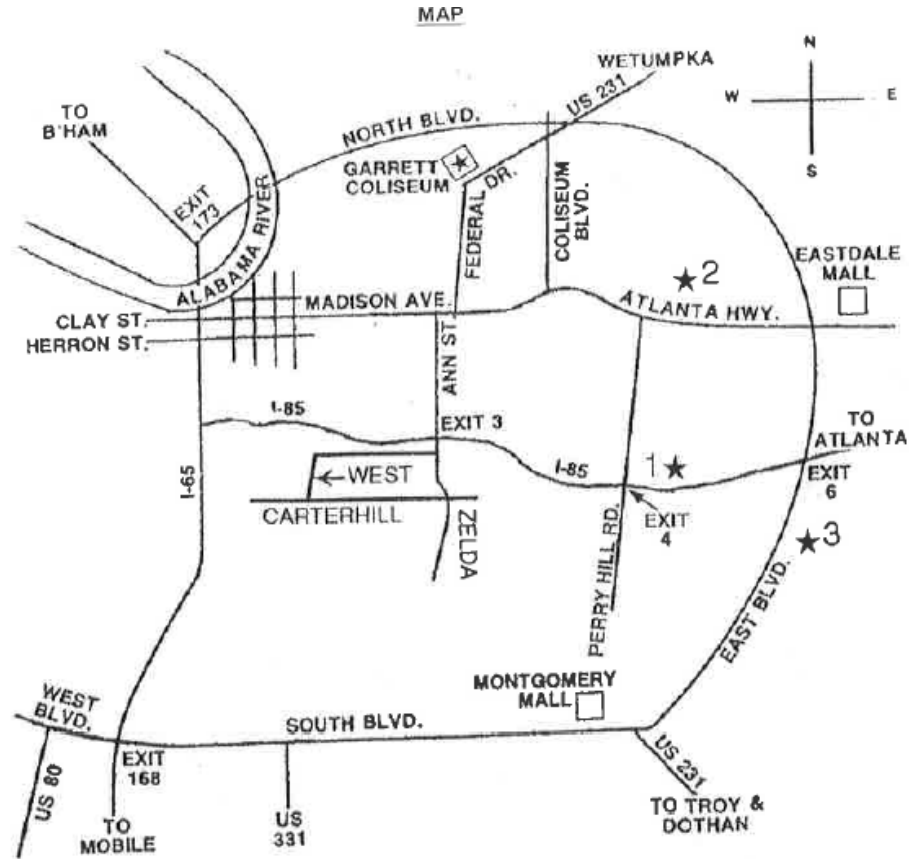 MAP
WETUMPKA
US 231
N
W
E
S
TO
B'HAM
NORTH BLVD.
GARRETT
COLISEUM
FEDERAL
DR.
COLISEUM
BLVD.
EXIT
173
ALABAMA RIVER
2
EASTDALE
MALL
MADISON AVE.
ATLANTA HWY.
CLAY ST.
HERRON ST.
ANN ST.
I-85
EXIT 3
TO
ATLANTA
I-65
WEST
I-85
1
EXIT
6
CARTERHILL
ZELDA
EXIT
4
PERRY HILL RD.
3
EAST BLVD.
MONTGOMERY
MALL
WEST
BLVD.
SOUTH BLVD.
EXIT
168
US 80
US 231
TO
MOBILE
US
331
TO TROY &
DOTHAN